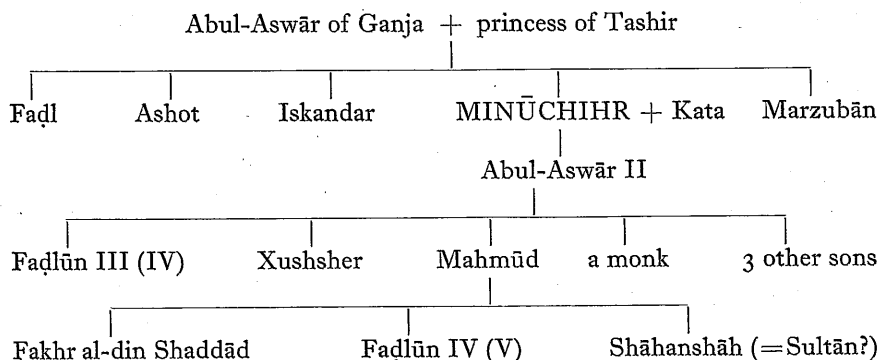 Abul-Aswār of Ganja + princess of Tashir
Faḍl Ashot Iskandar MINŪCHIHR + Kata Marzubān
Abul-Aswār II
Faḍlūn III (IV) Xushsher Mahmūd a monk 3 other sons
Fakhr al-din Shaddād Faḍlūn IV (V) Shāhanshāh (=Sultān?)